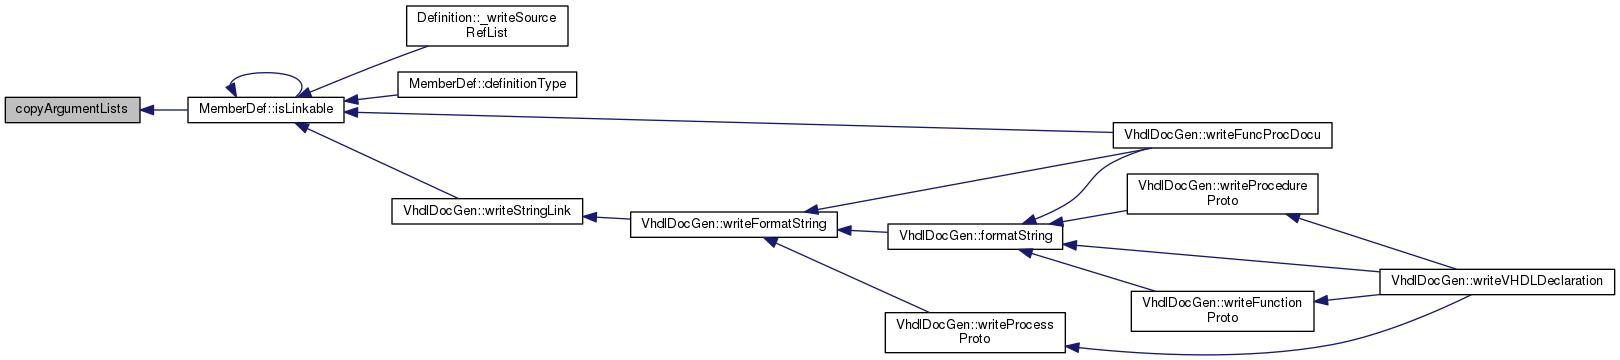 Definition::_writeSource
RefList
MemberDef::definitionType
copyArgumentLists
MemberDef::isLinkable
VhdlDocGen::writeFuncProcDocu
VhdlDocGen::writeProcedure
Proto
VhdlDocGen::writeStringLink
VhdlDocGen::writeFormatString
VhdlDocGen::formatString
VhdlDocGen::writeVHDLDeclaration
VhdlDocGen::writeFunction
Proto
VhdlDocGen::writeProcess
Proto